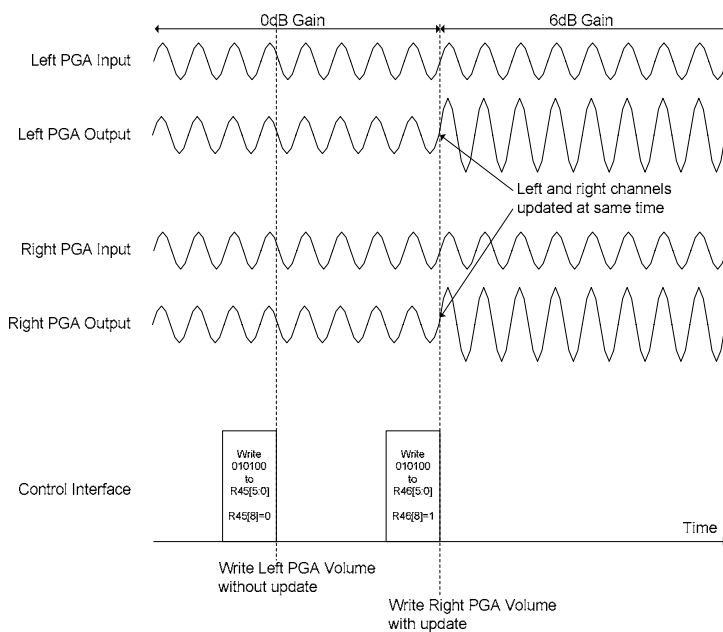 0dB Gain
6dB Gain
Left PGA Input
Left PGA Output
Left and right channels
updated at same time
Right PGA Input
Right PGA Output
Control Interface
Write
010100
to
R45[5:0]
R45[8]=0
Write
010100
to
R46[5:0]
R46[8]=1
Time
Write Left PGA Volume
without update
Write Right PGA Volume
with update